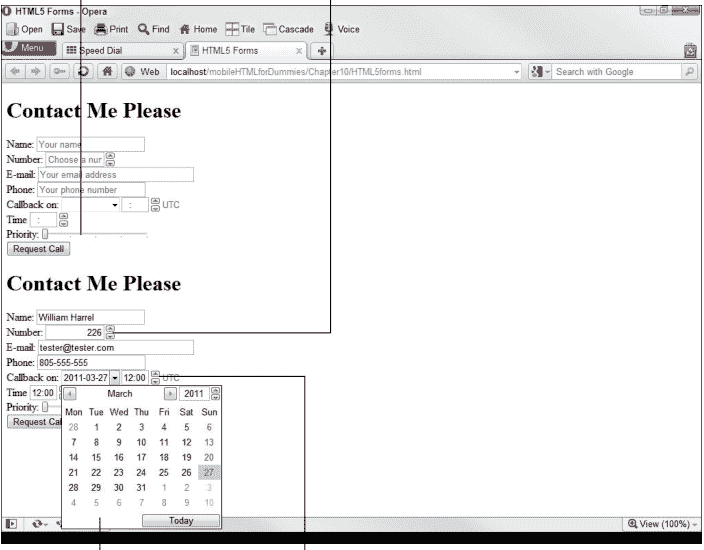 HTML5 Forms - Opera
Open Save Print Find Home Tile Cascade Voice
Menu Speed Dial x HTML5 Forms x +
Web localhost/mobileHTMLforDummies/Chapter10/HTML5forms.html Search with Google
Contact Me Please
Name: Your name
Number: Choose a nur
E-mail: Your email address
Phone: Your phone number
Callback on: : UTC
Time :
Priority:
Request Call
Contact Me Please
Name: William Harrel
Number: 226
E-mail: tester@tester.com
Phone: 805-555-555
Callback on: 2011-03-27 12:00 UTC
Time 12:00
Priority:
Request Cal
March 2011
Mon Tue Wed Thu Fri Sat Sun
28 1 2 3 4 5 6
7 8 9 10 11 12 13
14 15 16 17 18 19 20
21 22 23 24 25 26 27
28 29 30 31 1 2 3
4 5 6 7 8 9 10
Today
View (100%)